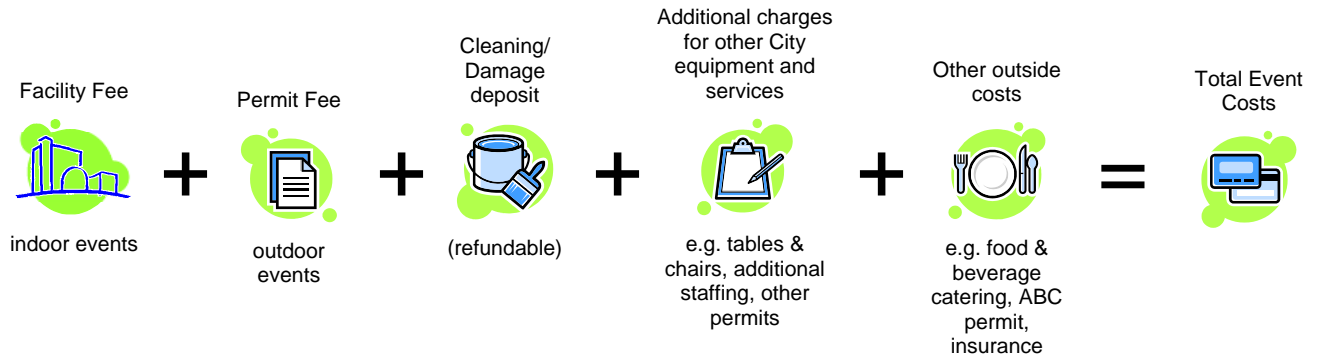 Facility Fee
indoor events
+
Permit Fee
outdoor
events
+
Cleaning/
Damage
deposit
(refundable)
+
Additional charges
for other City
equipment and
services
e.g. tables &
chairs, additional
staffing, other
permits
+
Other outside
costs
e.g. food &
beverage
catering, ABC
permit,
insurance
=
Total Event
Costs